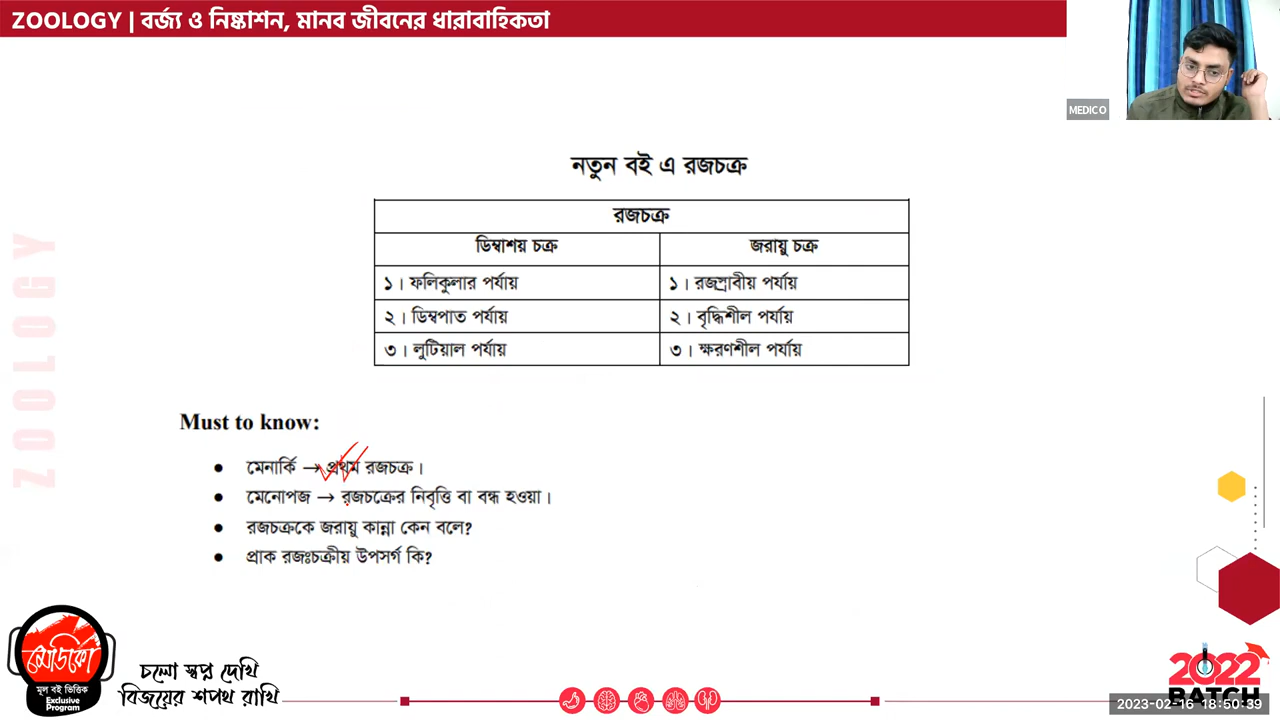 ZOOLOGY | বর্জ্য ও নিষ্কাশন, মানব জীবনের ধারাবাহিকতা
MEDICO
নতুন বই এ রজচক্র
রজচক্র
ডিম্বাশয় চক্র জরায়ু চক্র
১। ফলিকুলার পর্যায় ১। রজস্রাবীয় পর্যায়
২। ডিম্বপাত পর্যায় ২। বৃদ্ধিশীল পর্যায়
৩। লুটিয়াল পর্যায় ৩। ক্ষরণশীল পর্যায়
ZOOLOGY
Must to know:
● মেনার্কি → প্রথম রজচক্র।
● মেনোপজ → রজচক্রের নিবৃত্তি বা বন্ধ হওয়া।
● রজচক্রকে জরায়ু কান্না কেন বলে?
● প্রাক রজঃচক্রীয় উপসর্গ কি?
মেডিকো
মূল বই ভিত্তিক
Exclusive
Program
চলো স্বপ্ন দেখি
বিজয়ের শপথ রাখি
2022
BATCH
2023-02-16 18:50:39